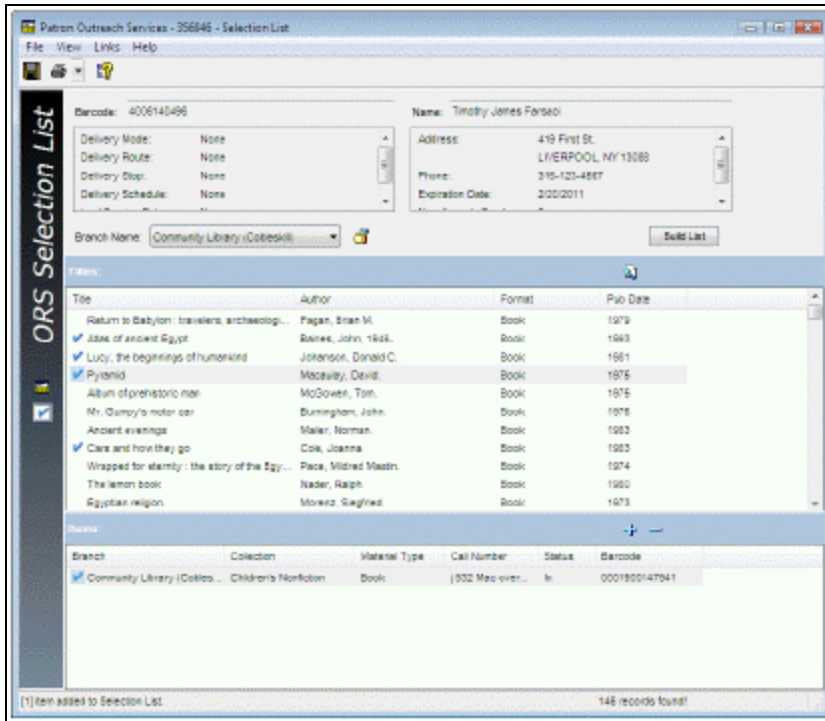 Patron Outreach Services - 356946 - Selection List
File View Links Help
ORS Selection List
Barcode: 4006140496
Name: Timothy James
Delivery Mode: None
Delivery Route: None
Delivery Stop: None
Delivery Schedule: None
Address: 419 First St.
LIVERPOOL, NY 13088
Phone: 315-123-4567
Expiration Date: 2/20/2011
Branch Name: Community Library (Cobleskill)
Build List
Titles:
Title Author Format Pub Date
Return to Babylon : travelers, archaeologi... Fagan, Brian M. Book 1979
Atlas of ancient Egypt Baines, John, 1946. Book
Lucy, the beginnings of humankind Johanson, Donald C. Book 1981
Pyramid Macaulay, David. Book 1975
Album of prehistoric man McGowen, Tom. Book 1975
Mr. Gumpy's motor car Burningham, John. Book
Ancient evenings Mailer, Norman. Book 1983
Cars and how they go Cole, Joanna Book 1983
Wrapped for eternity : the story of the Egy... Pace, Mildred Mastin. Book 1974
The lemon book Nader, Ralph. Book 1980
Egyptian religion. Morenz, Siegfried. Book 1973
Items:
Branch Collection Material Type Call Number Status Barcode
Community Library (Cobles... Children's Nonfiction Book j 932 Mac over... In
[1] item added to Selection List
146 records found!